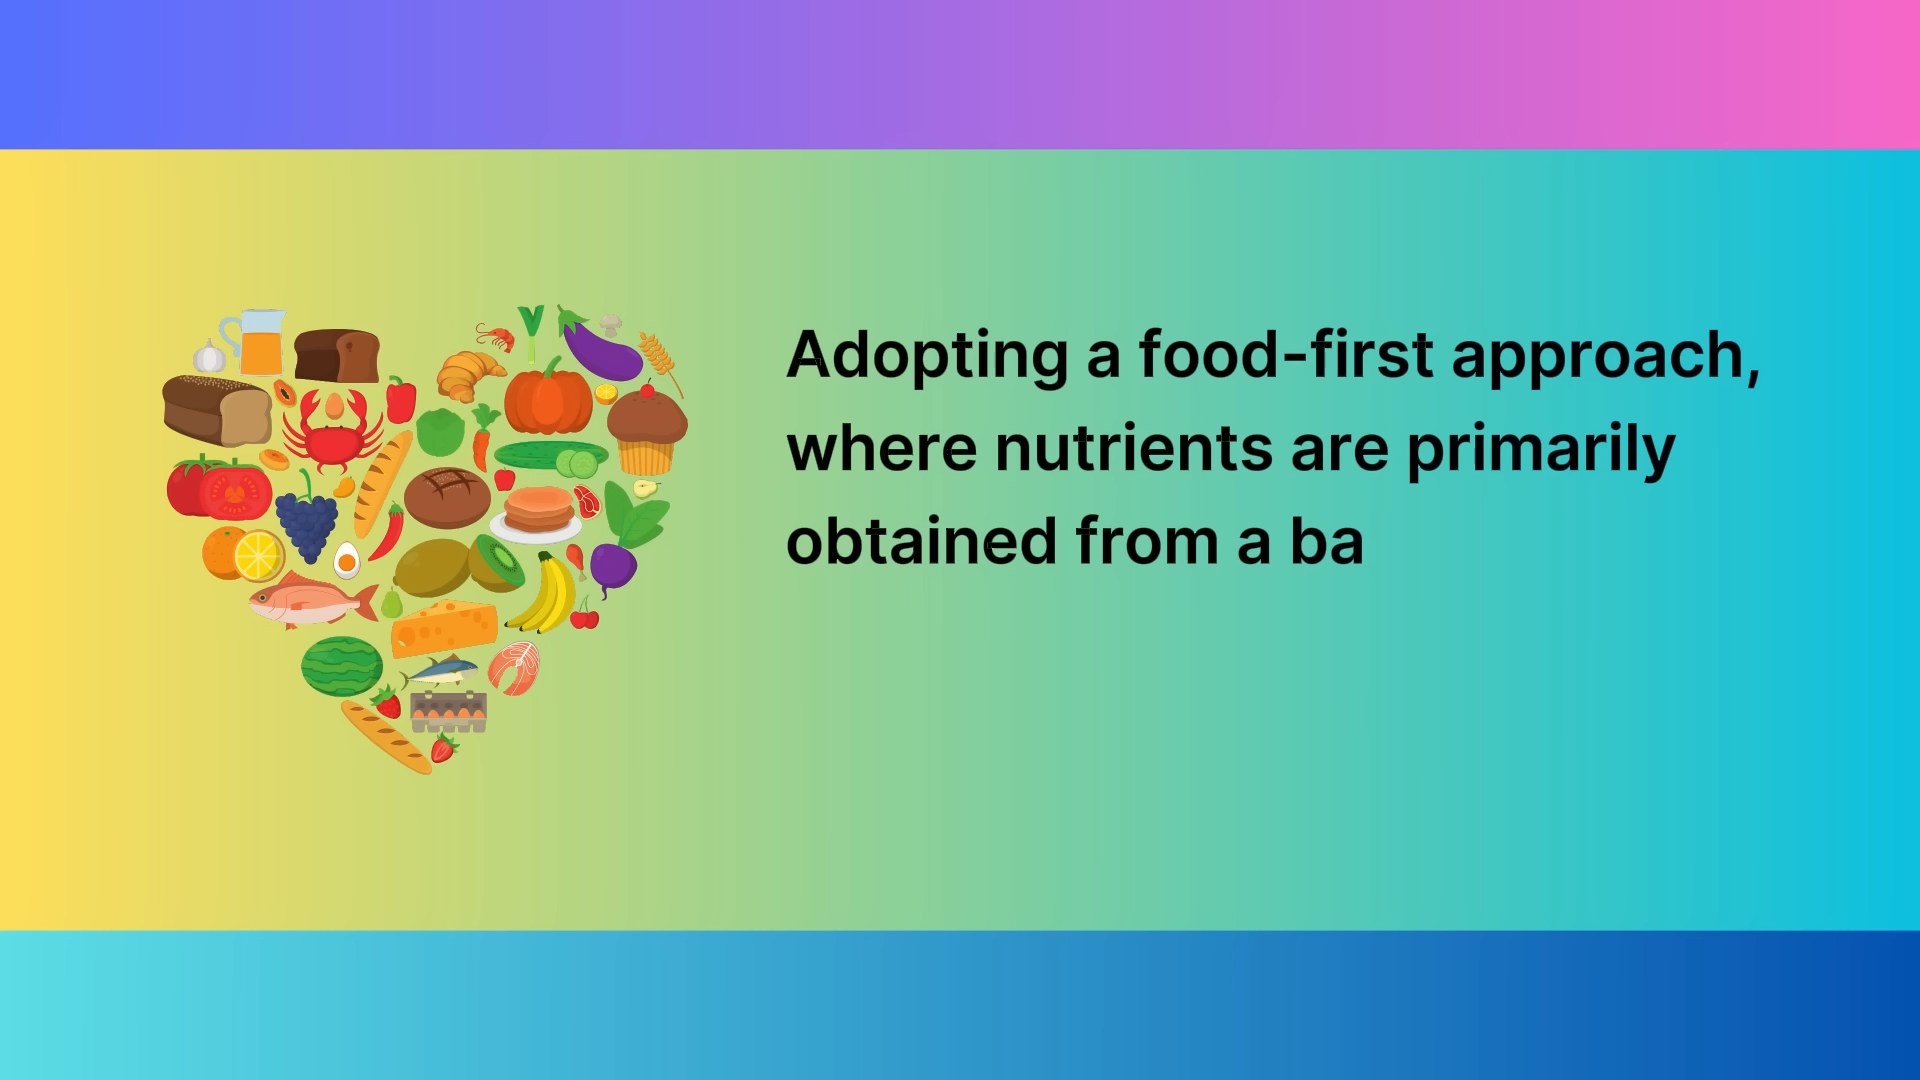 Adopting a food-first approach,
where nutrients are primarily
obtained from a ba